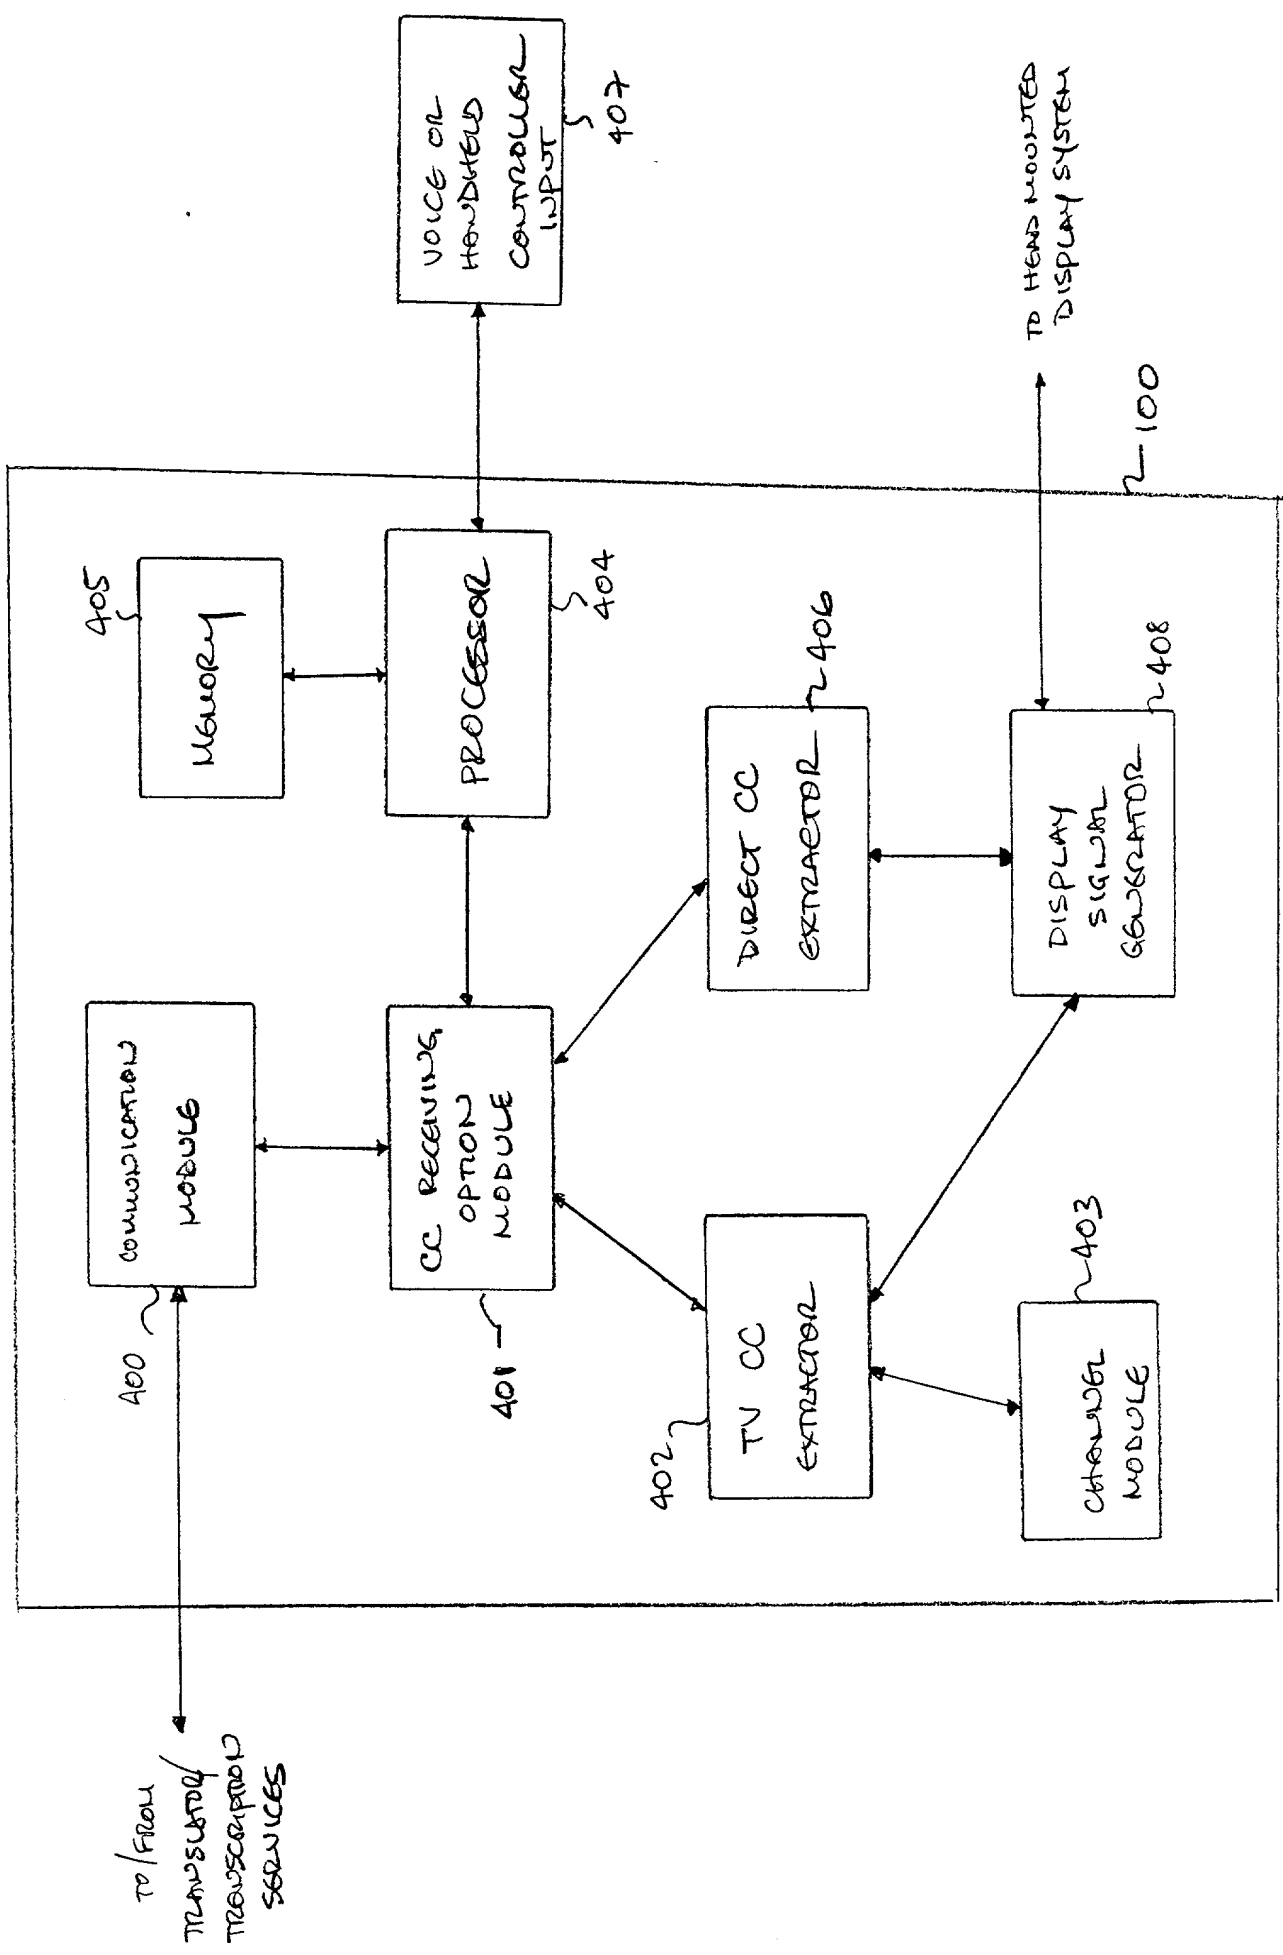 TO/FROM
TRANSLATOR/
TRANSCRIPTION
SERVICES
400
COMMUNICATION
MODULE
405
MEMORY
401
CC RECEIVING
OPTION
MODULE
PROCESSOR
404
VOICE OR
HANDHELD
CONTROLLER
INPUT
407
402
TV CC
EXTRACTOR
DIRECT CC
EXTRACTOR
406
CHANNEL
MODULE
403
DISPLAY
SIGNAL
GENERATOR
408
TO HEAD MOUNTED
DISPLAY SYSTEM
100